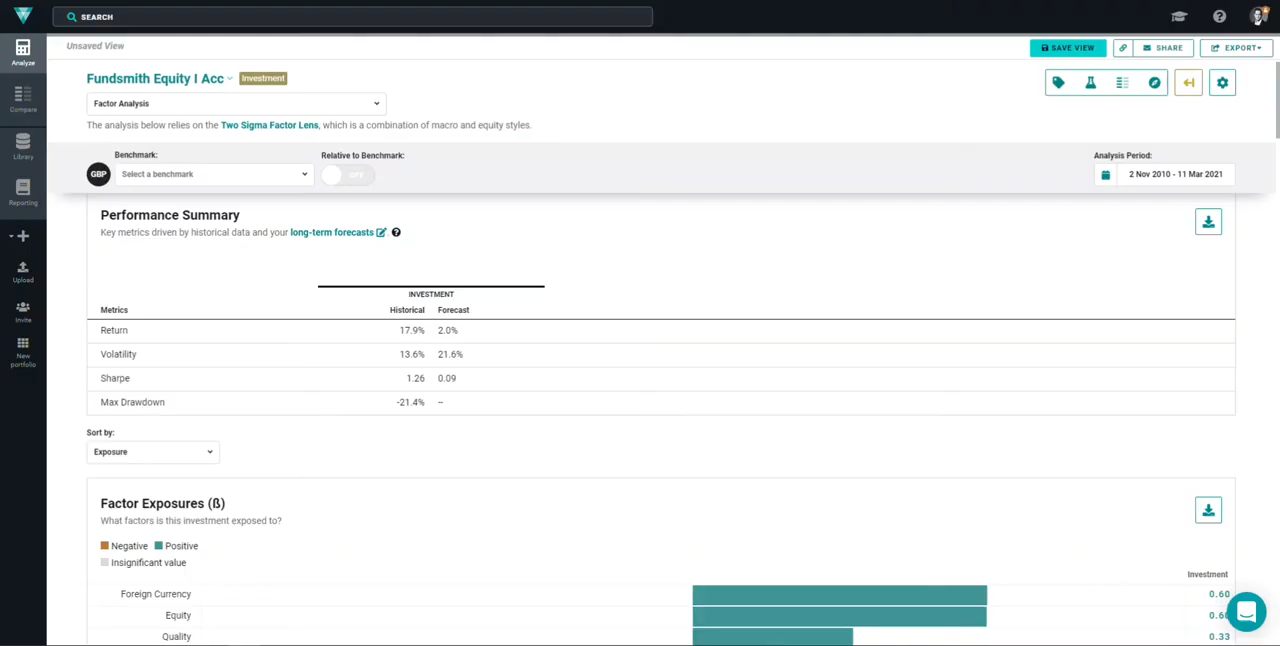 SEARCH
Unsaved View
SAVE VIEW
SHARE
EXPORT
Analyze
Compare
Library
Reporting
Upload
Invite
New
portfolio
Fundsmith Equity I Acc
Investment
Factor Analysis
The analysis below relies on the Two Sigma Factor Lens, which is a combination of macro and equity styles.
GBP
Benchmark:
Select a benchmark
Relative to Benchmark:
OFF
Analysis Period:
2 Nov 2010 - 11 Mar 2021
Performance Summary
Key metrics driven by historical data and your long-term forecasts
INVESTMENT
Metrics Historical Forecast
Return 17.9% 2.0%
Volatility 13.6% 21.6%
Sharpe 1.26 0.09
Max Drawdown -21.4% --
Sort by:
Exposure
Factor Exposures (ß)
What factors is this investment exposed to?
Negative Positive
Insignificant value
Investment
Foreign Currency 0.60
Equity 0.60
Quality 0.33